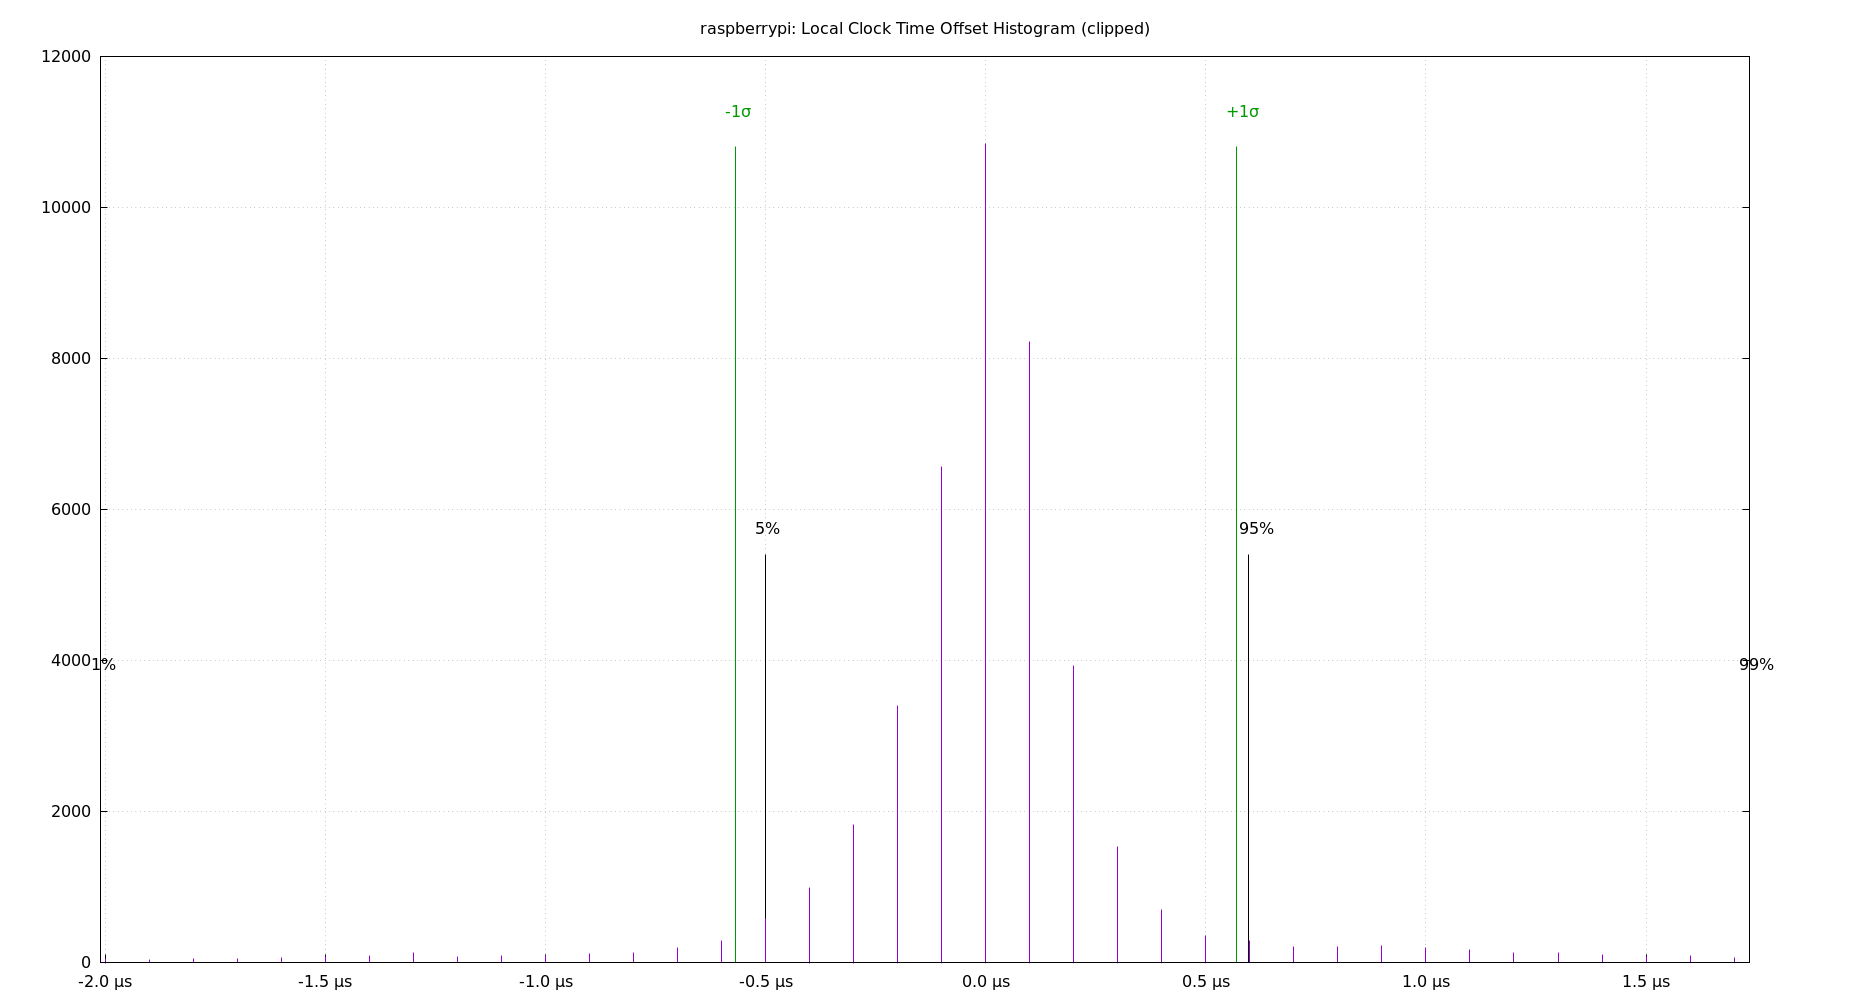 raspberrypi: Local Clock Time Offset Histogram (clipped)
12000
-1σ +1σ
10000
8000
6000
5% 95%
4000 1% 99%
2000
0
-2.0 µs -1.5 µs -1.0 µs -0.5 µs 0.0 µs 0.5 µs 1.0 µs 1.5 µs